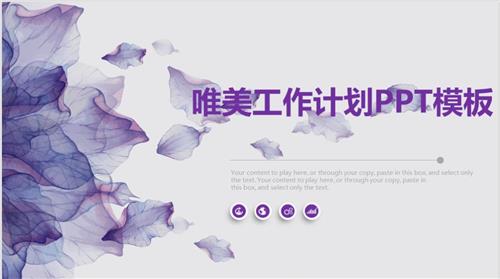 唯美工作计划PPT模板
Your content to play here, or through your copy, paste in this box, and select only
the text. Your content to play here, or through your copy, paste in
this box, and select only the text.